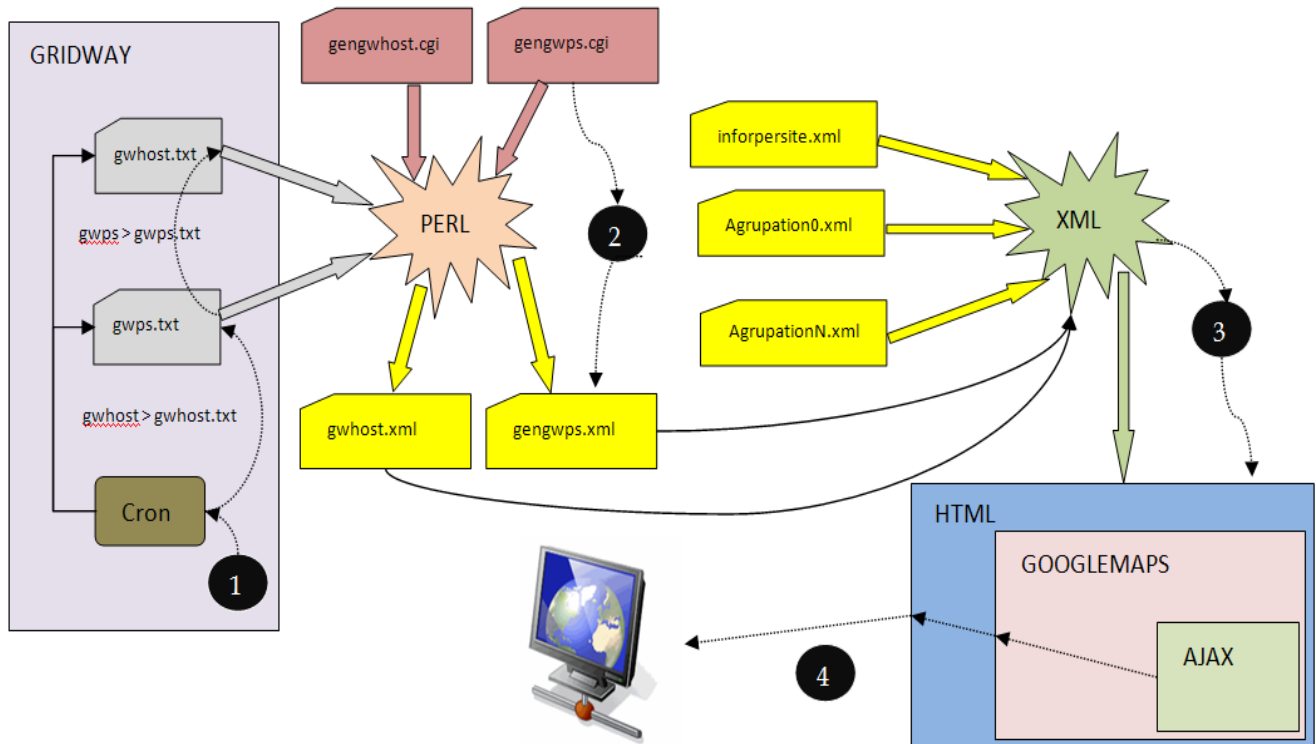 GRIDWAY
gwhost.txt
gwps > gwps.txt
gwps.txt
gwhost > gwhost.txt
Cron
1
gengwhost.cgi
gengwps.cgi
PERL
2
gwhost.xml
gengwps.xml
inforpersite.xml
Agrupation0.xml
AgrupationN.xml
XML
3
HTML
GOOGLEMAPS
AJAX
4